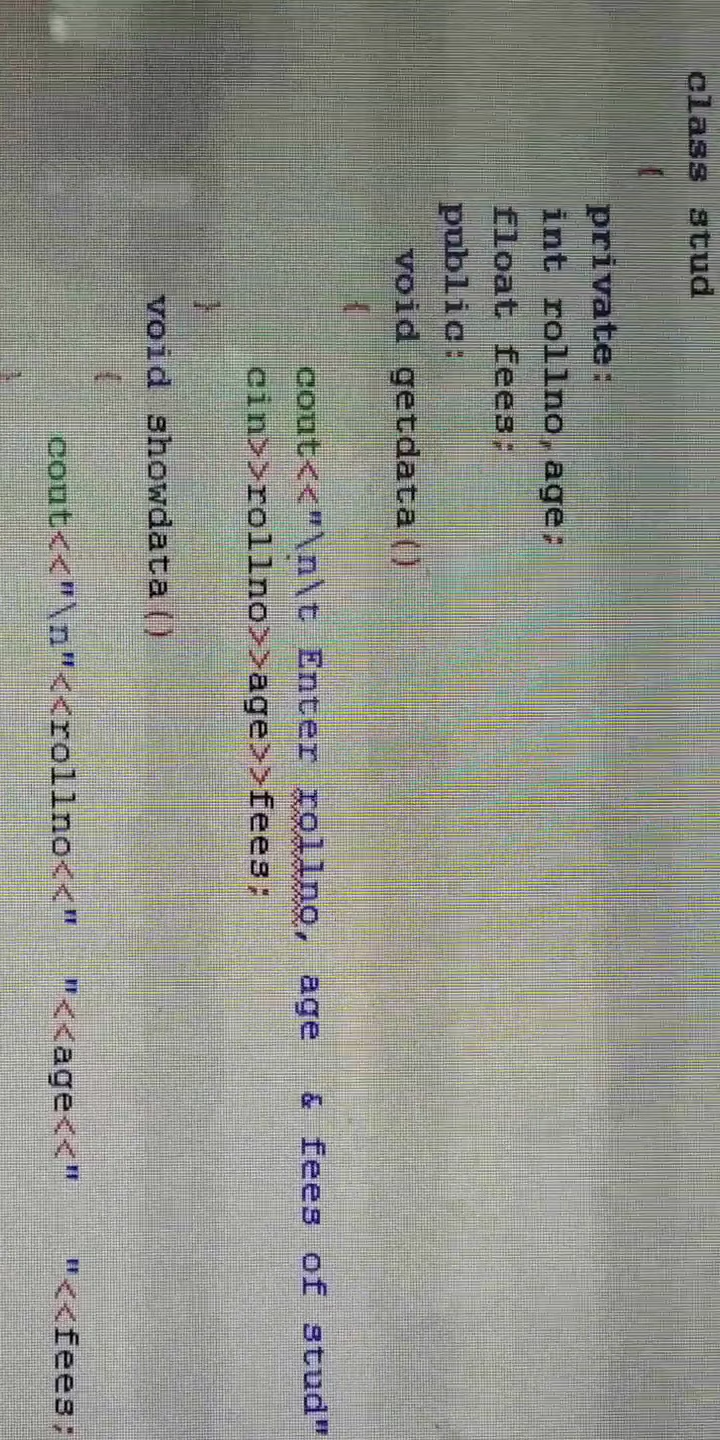 class stud
{
private:
int rollno,age;
float fees;
public:
void getdata()
{
cout<<"\n\t Enter rollno, age & fees of stud"
cin>>rollno>>age>>fees;
}
void showdata()
{
cout<<"\n"<<rollno<<" "<<age<<" "<<fees;
}